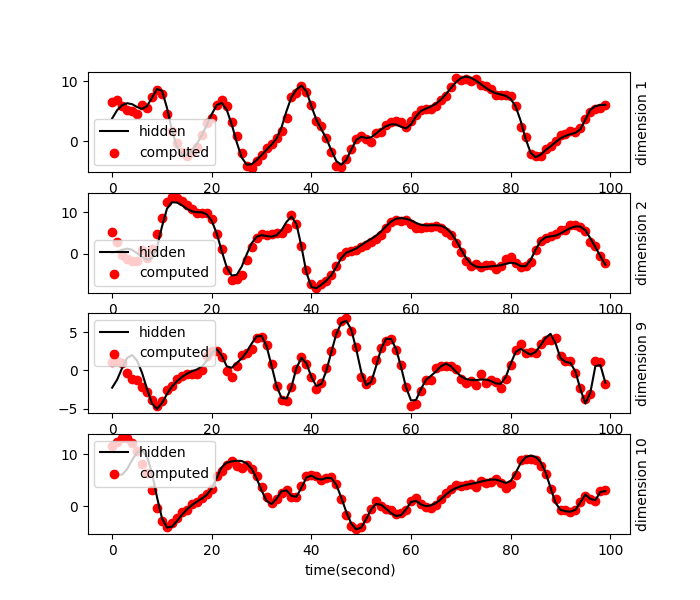 10
0
hidden
computed
dimension 1
0 20 40 60 80 100
10
0
hidden
computed
dimension 2
0 20 40 60 80 100
5
0
−5
hidden
computed
dimension 9
0 20 40 60 80 100
10
0
hidden
computed
dimension 10
0 20 40 60 80 100
time(second)